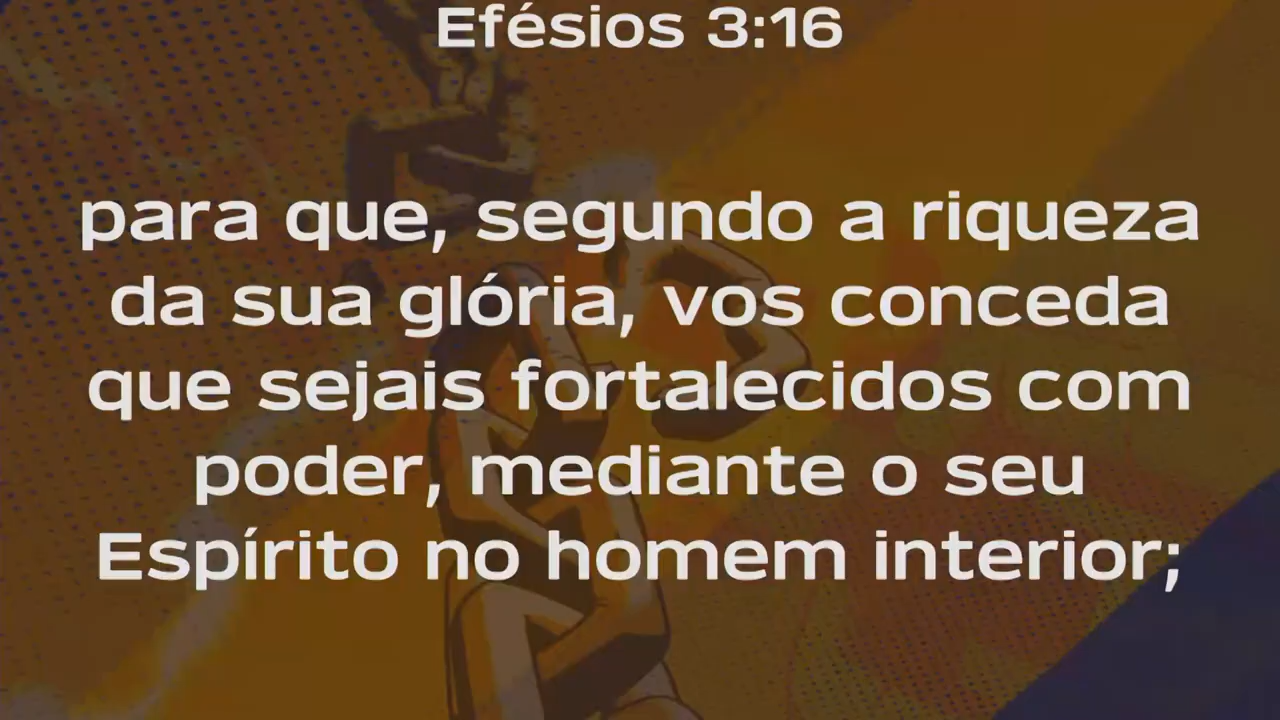 Efésios 3:16
para que, segundo a riqueza
da sua glória, vos conceda
que sejais fortalecidos com
poder, mediante o seu
Espírito no homem interior;